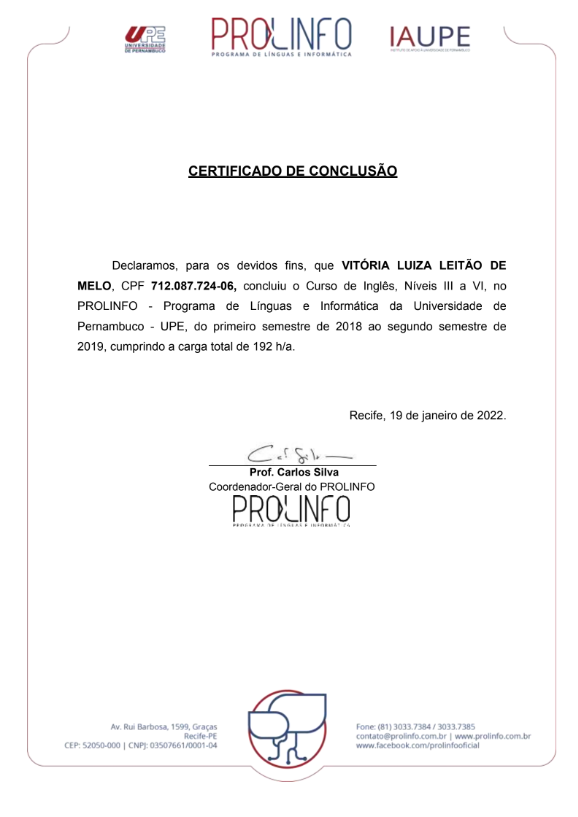 UPE
UNIVERSIDADE
DE PERNAMBUCO
PROLINFO
PROGRAMA DE LÍNGUAS E INFORMÁTICA
IAUPE
CERTIFICADO DE CONCLUSÃO
Declaramos, para os devidos fins, que VITÓRIA LUIZA LEITÃO DE
MELO, CPF 712.087.724-06, concluiu o Curso de Inglês, Níveis III a VI, no
PROLINFO - Programa de Línguas e Informática da Universidade de
Pernambuco - UPE, do primeiro semestre de 2018 ao segundo semestre de
2019, cumprindo a carga total de 192 h/a.
Recife, 19 de janeiro de 2022.
Prof. Carlos Silva
Coordenador-Geral do PROLINFO
PROLINFO
PROGRAMA DE LÍNGUAS E INFORMÁTICA
Av. Rui Barbosa, 1599, Graças
Recife-PE
CEP: 52050-000 | CNPJ: 03507661/0001-04
Fone: (81) 3033.7384 / 3033.7385
contato@prolinfo.com.br | www.prolinfo.com.br
www.facebook.com/prolinfooficial